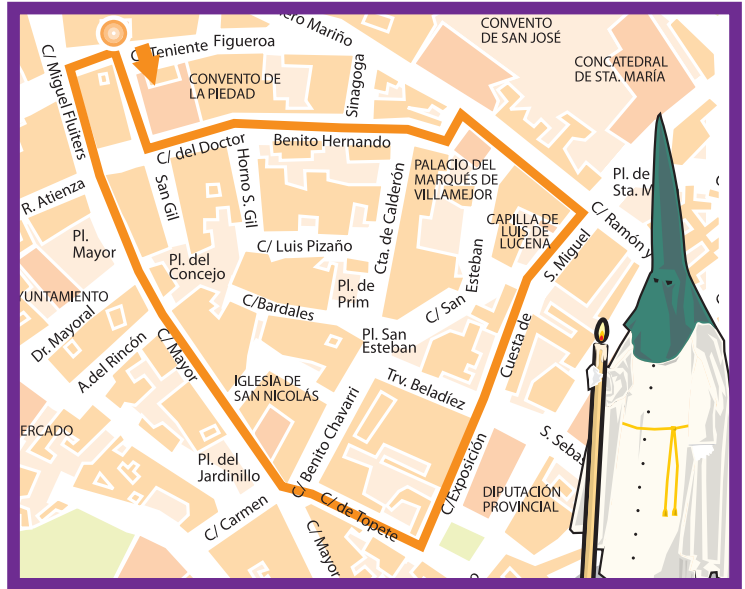 CONVENTO
DE SAN JOSÉ
CONCATEDRAL
DE STA. MARÍA
C/ Teniente Figueroa
ero Mariño
C/ Miguel Fluiters
CONVENTO DE
LA PIEDAD
Sinagoga
C/ del Doctor
Benito Hernando
PALACIO DEL
MARQUÉS DE
VILLAMEJOR
Pl. de
Sta. M
R. Atienza
San Gil
Horno S. Gil
Cta. de Calderón
CAPILLA DE
LUIS DE
LUCENA
C/ Ramón y
S. Miguel
Pl.
Mayor
Pl. del
Concejo
C/ Luis Pizaño
Pl. de
Prim
C/ San Esteban
YUNTAMIENTO
Dr. Mayoral
A.del Rincón
C/ Mayor
C/Bardales
Pl. San
Esteban
Cuesta de
IGLESIA DE
SAN NICOLÁS
Trv. Beladiez
ERCADO
Pl. del
Jardinillo
C/ Benito Chavarri
C/Exposición
S. Sebas
C/ Carmen
C/ de Topete
C/ Mayor
DIPUTACIÓN
PROVINCIAL